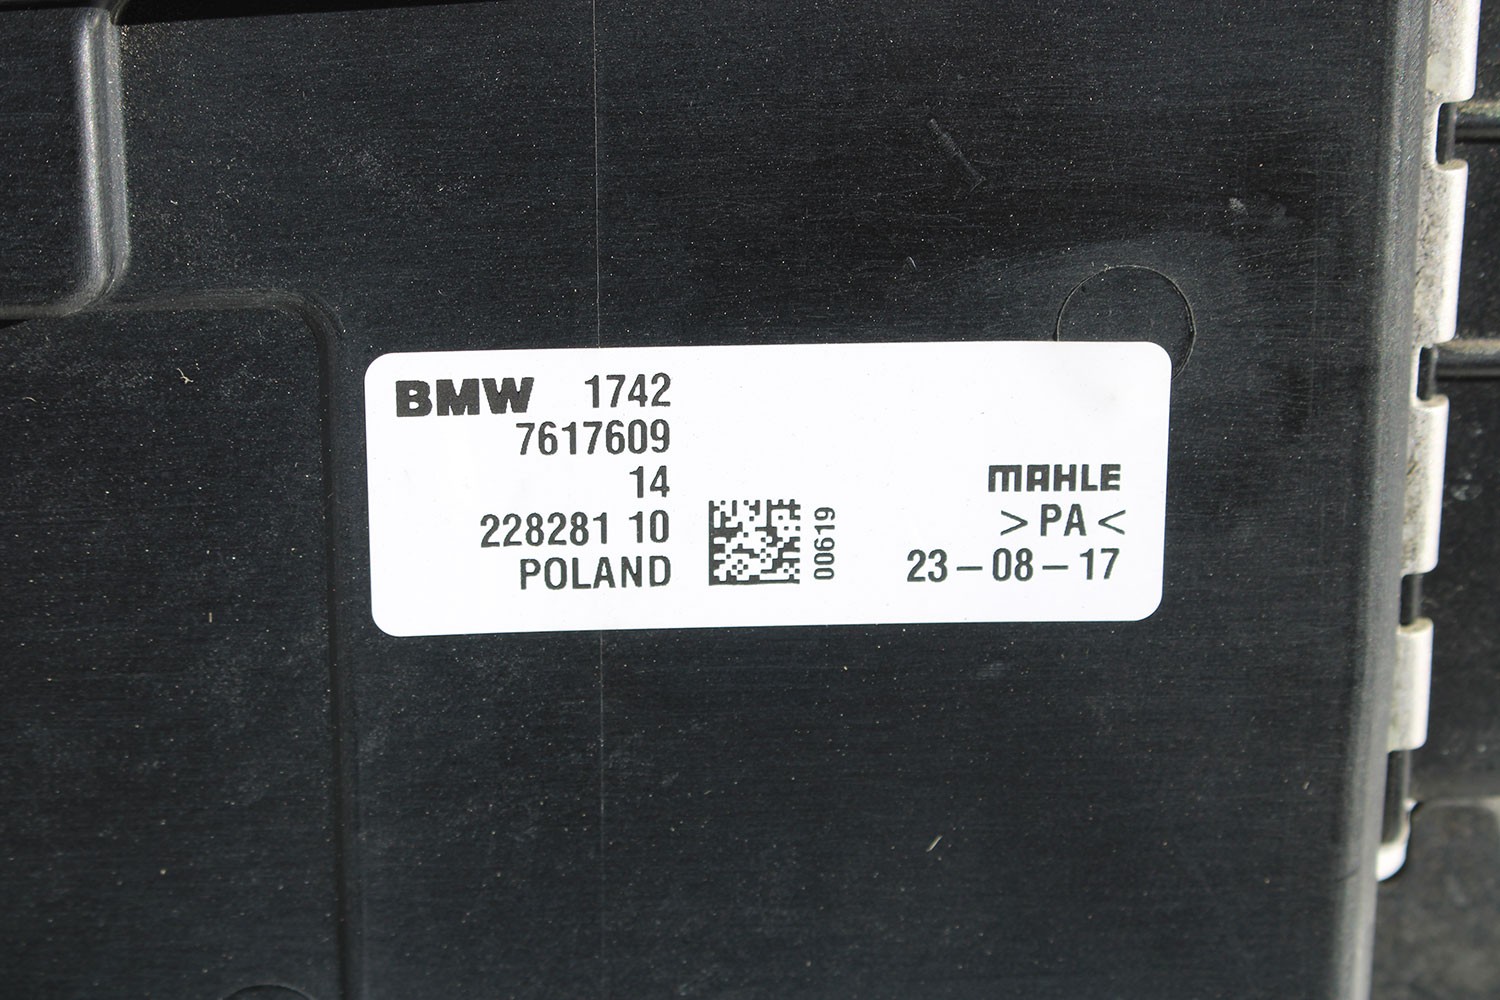 BMW 1742
7617609
14
228281 10
POLAND
00619
MAHLE
>PA<
23-08-17